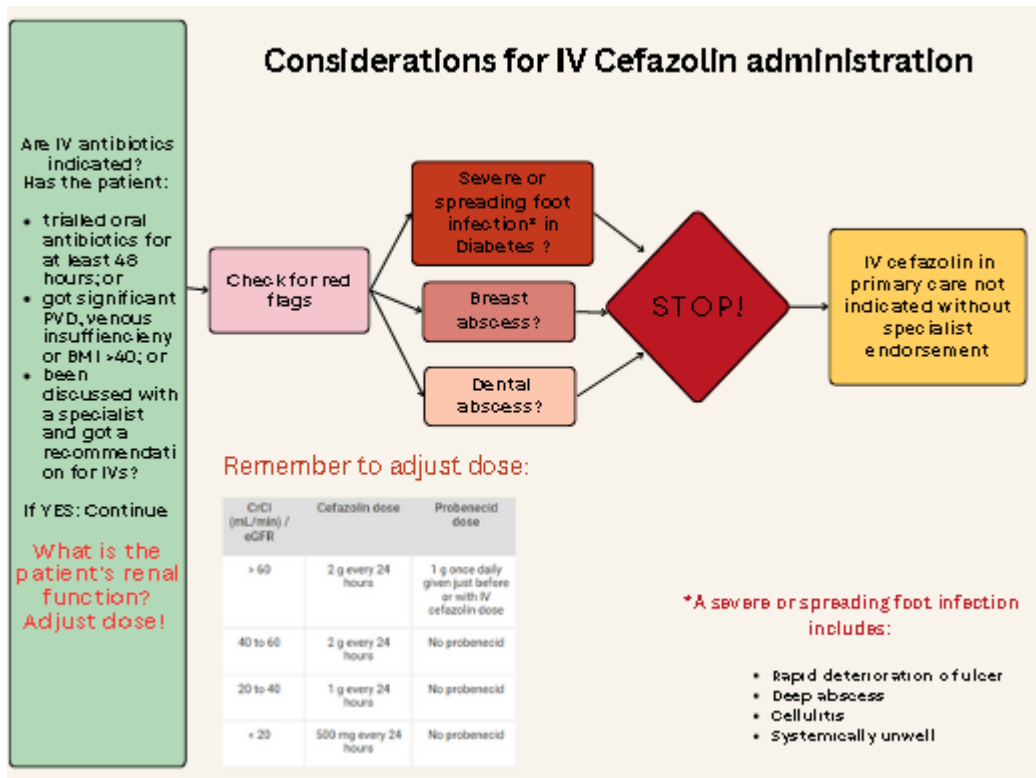 Considerations for IV Cefazolin administration
Are IV antibiotics
indicated?
Has the patient:
• trialled oral
antibiotics for
at least 48
hours; or
• got significant
PVD, venous
insuffienciency
or BMI >40; or
• been
discussed with
a specialist
and got a
recommendati
on for IVs?
If YES: Continue
What is the
patient's renal
function?
Adjust dose!
Check for red
flags
Severe or
spreading foot
infection* in
Diabetes ?
Breast
abscess?
Dental
abscess?
STOP!
IV cefazolin in
primary care not
indicated without
specialist
endorsement
Remember to adjust dose:
CrCl
(mL/min) /
eGFR
Cefazolin dose
Probenecid
dose
> 60
2 g every 24
hours
1 g once daily
given just before
or with IV
cefazolin dose
40 to 60
2 g every 24
hours
No probenecid
20 to 40
1 g every 24
hours
No probenecid
< 20
500 mg every 24
hours
No probenecid
*A severe or spreading foot infection
includes:
• Rapid deterioration of ulcer
• Deep abscess
• Cellulitis
• Systemically unwell